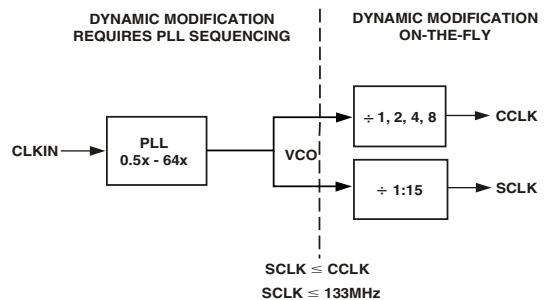 DYNAMIC MODIFICATION
REQUIRES PLL SEQUENCING
DYNAMIC MODIFICATION
ON-THE-FLY
CLKIN
PLL
0.5x - 64x
VCO
÷ 1, 2, 4, 8
CCLK
÷ 1:15
SCLK
SCLK ≤ CCLK
SCLK ≤ 133MHz